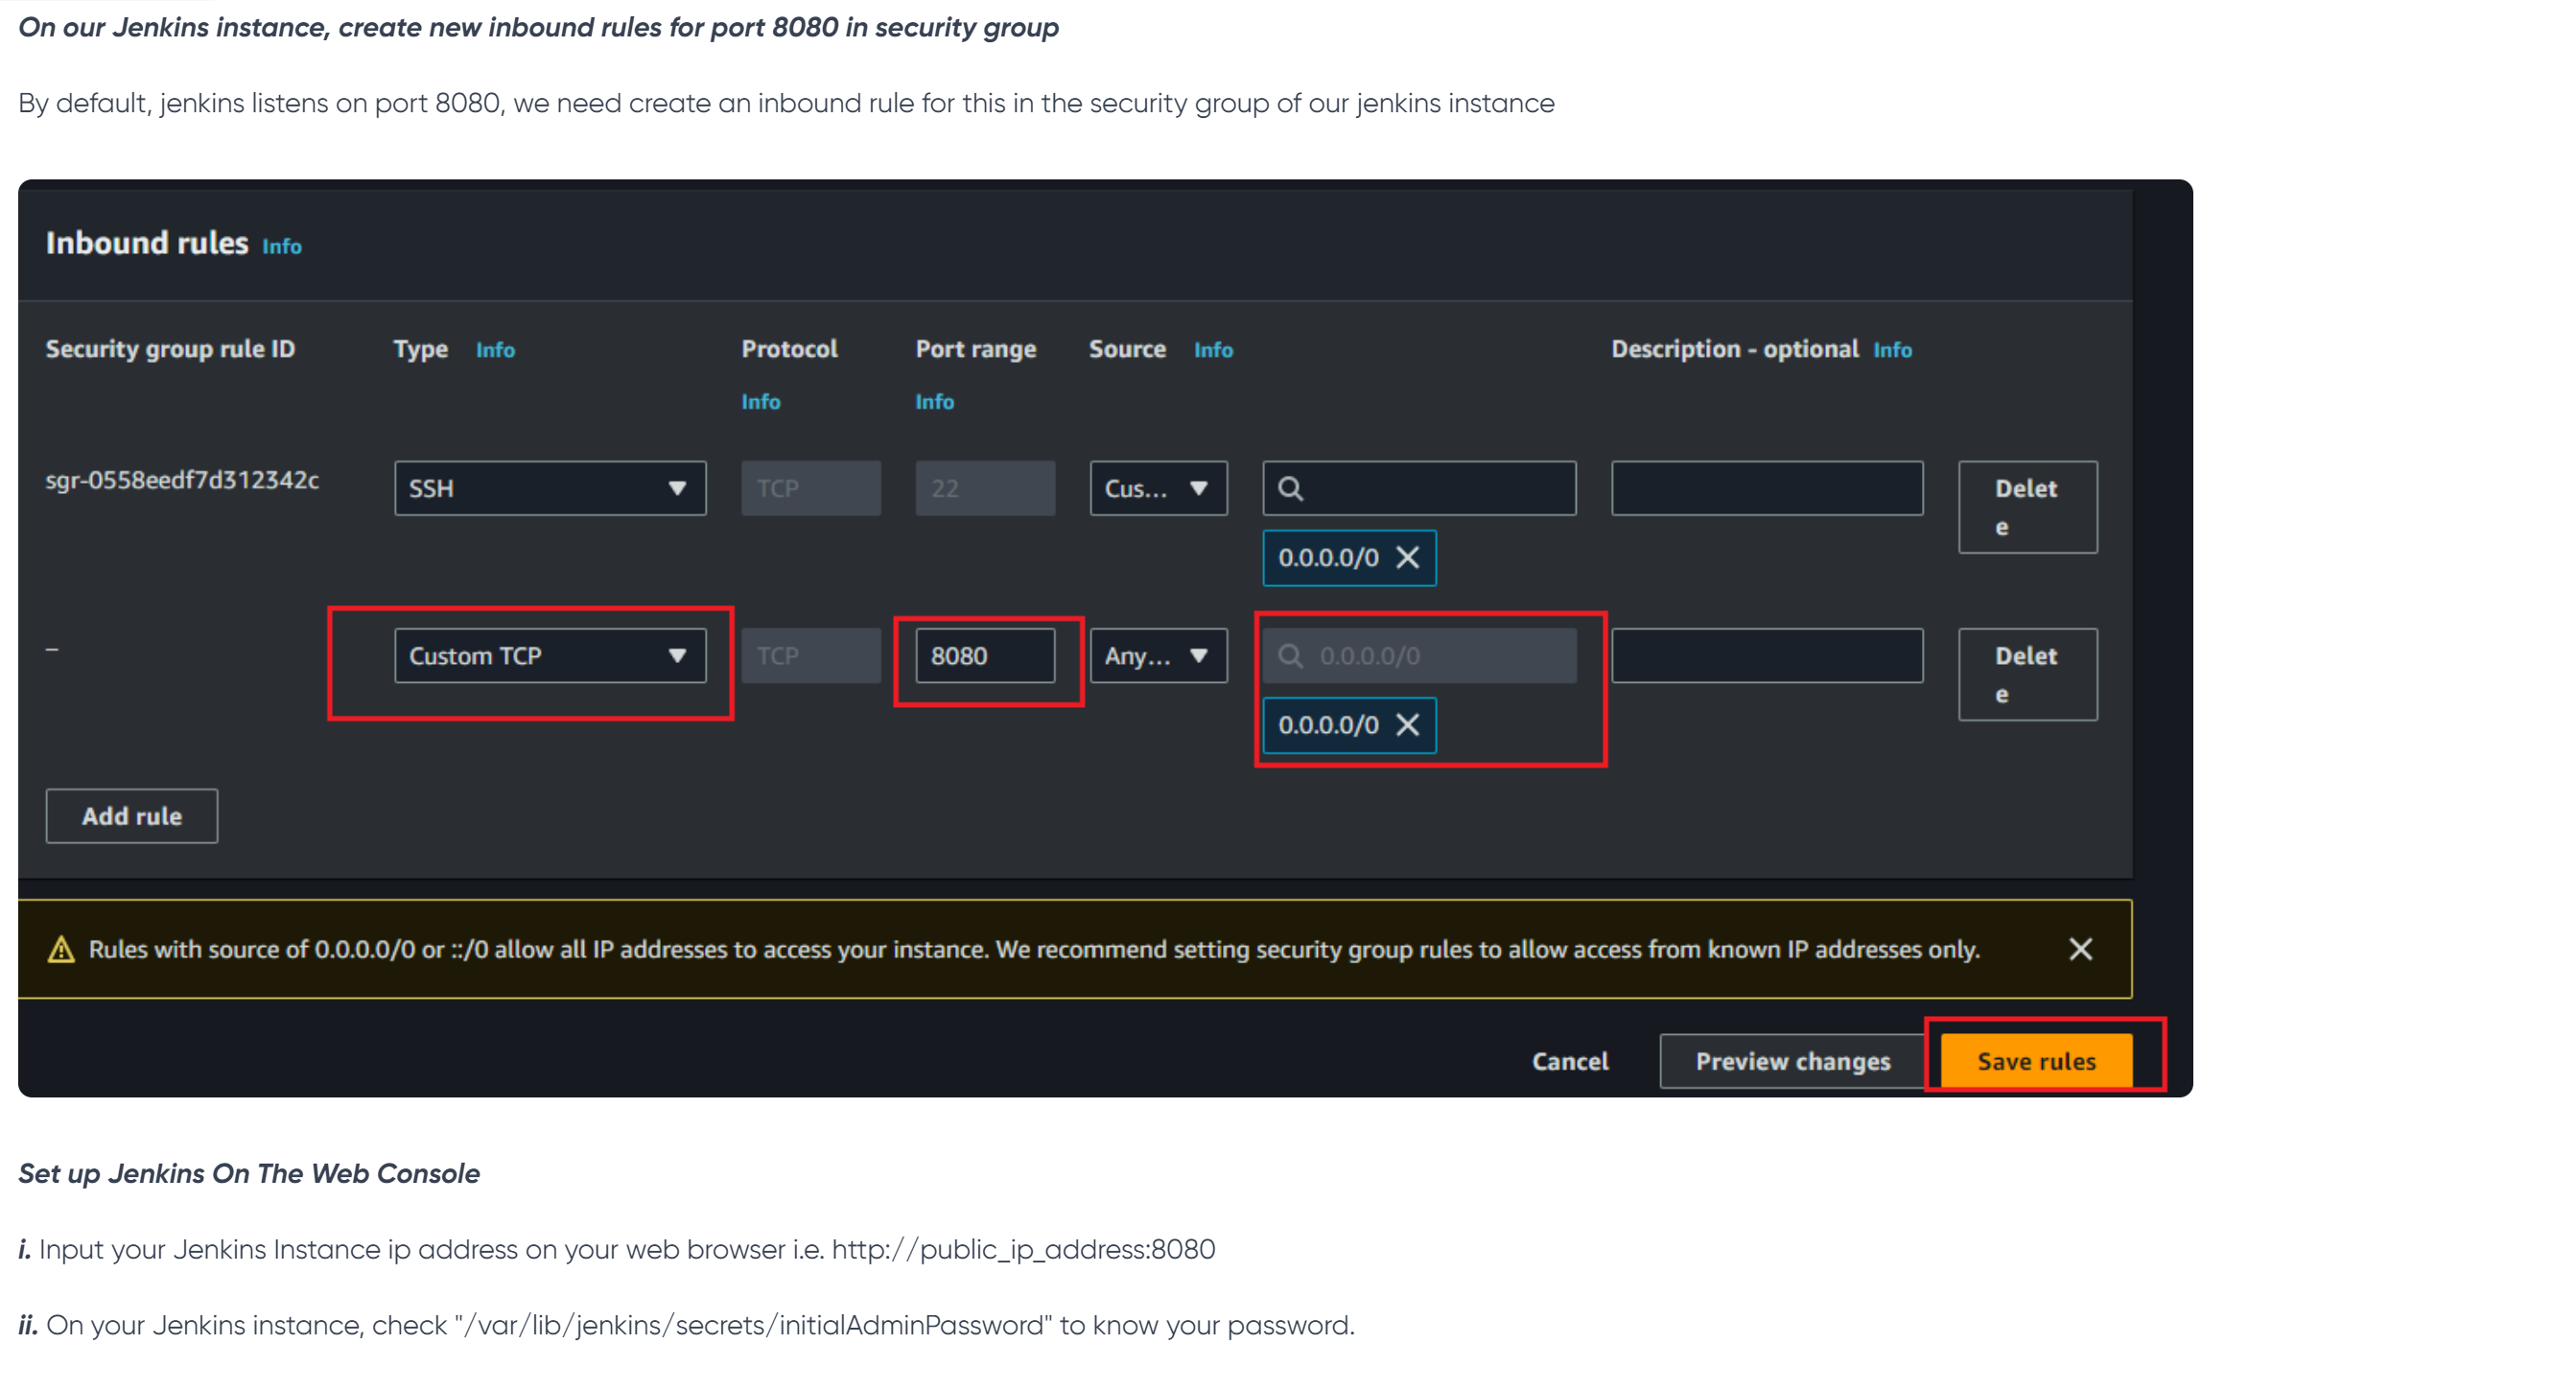 On our Jenkins instance, create new inbound rules for port 8080 in security group
By default, jenkins listens on port 8080, we need create an inbound rule for this in the security group of our jenkins instance
Inbound rules Info
Security group rule ID Type Info Protocol Port range Source Info Description - optional Info
Info Info
sgr-0558eedf7d312342c SSH TCP 22 Cus... Delet
e
0.0.0.0/0
– Custom TCP TCP 8080 Any... 0.0.0.0/0 Delet
e
0.0.0.0/0
Add rule
Rules with source of 0.0.0.0/0 or ::/0 allow all IP addresses to access your instance. We recommend setting security group rules to allow access from known IP addresses only.
Cancel Preview changes Save rules
Set up Jenkins On The Web Console
i. Input your Jenkins Instance ip address on your web browser i.e. http://public_ip_address:8080
ii. On your Jenkins instance, check "/var/lib/jenkins/secrets/initialAdminPassword" to know your password.